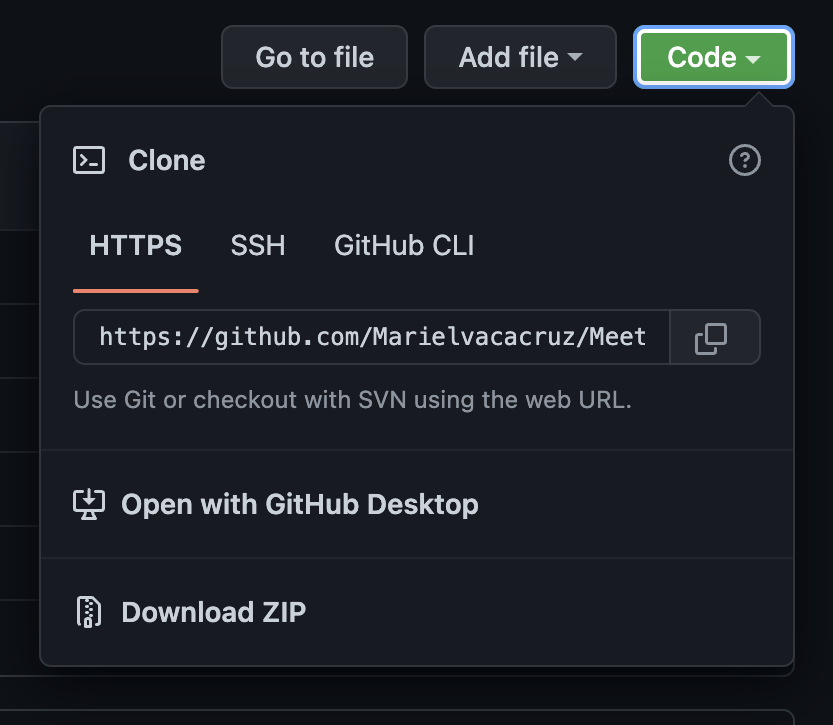 Go to file
Add file
Code
Clone
HTTPS
SSH
GitHub CLI
https://github.com/Marielvacacruz/Meet
Use Git or checkout with SVN using the web URL.
Open with GitHub Desktop
Download ZIP